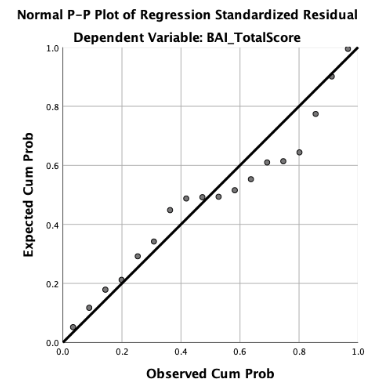 Normal P-P Plot of Regression Standardized Residual
Dependent Variable: BAI_TotalScore
Expected Cum Prob
1.0
0.8
0.6
0.4
0.2
0.0
0.0 0.2 0.4 0.6 0.8 1.0
Observed Cum Prob